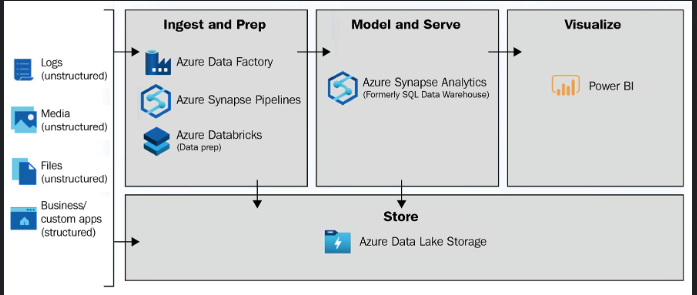 Logs
(unstructured)
Media
(unstructured)
Files
(unstructured)
Business/
custom apps
(structured)
Ingest and Prep
Azure Data Factory
Azure Synapse Pipelines
Azure Databricks
(Data prep)
Model and Serve
Azure Synapse Analytics
(Formerly SQL Data Warehouse)
Visualize
Power BI
Store
Azure Data Lake Storage